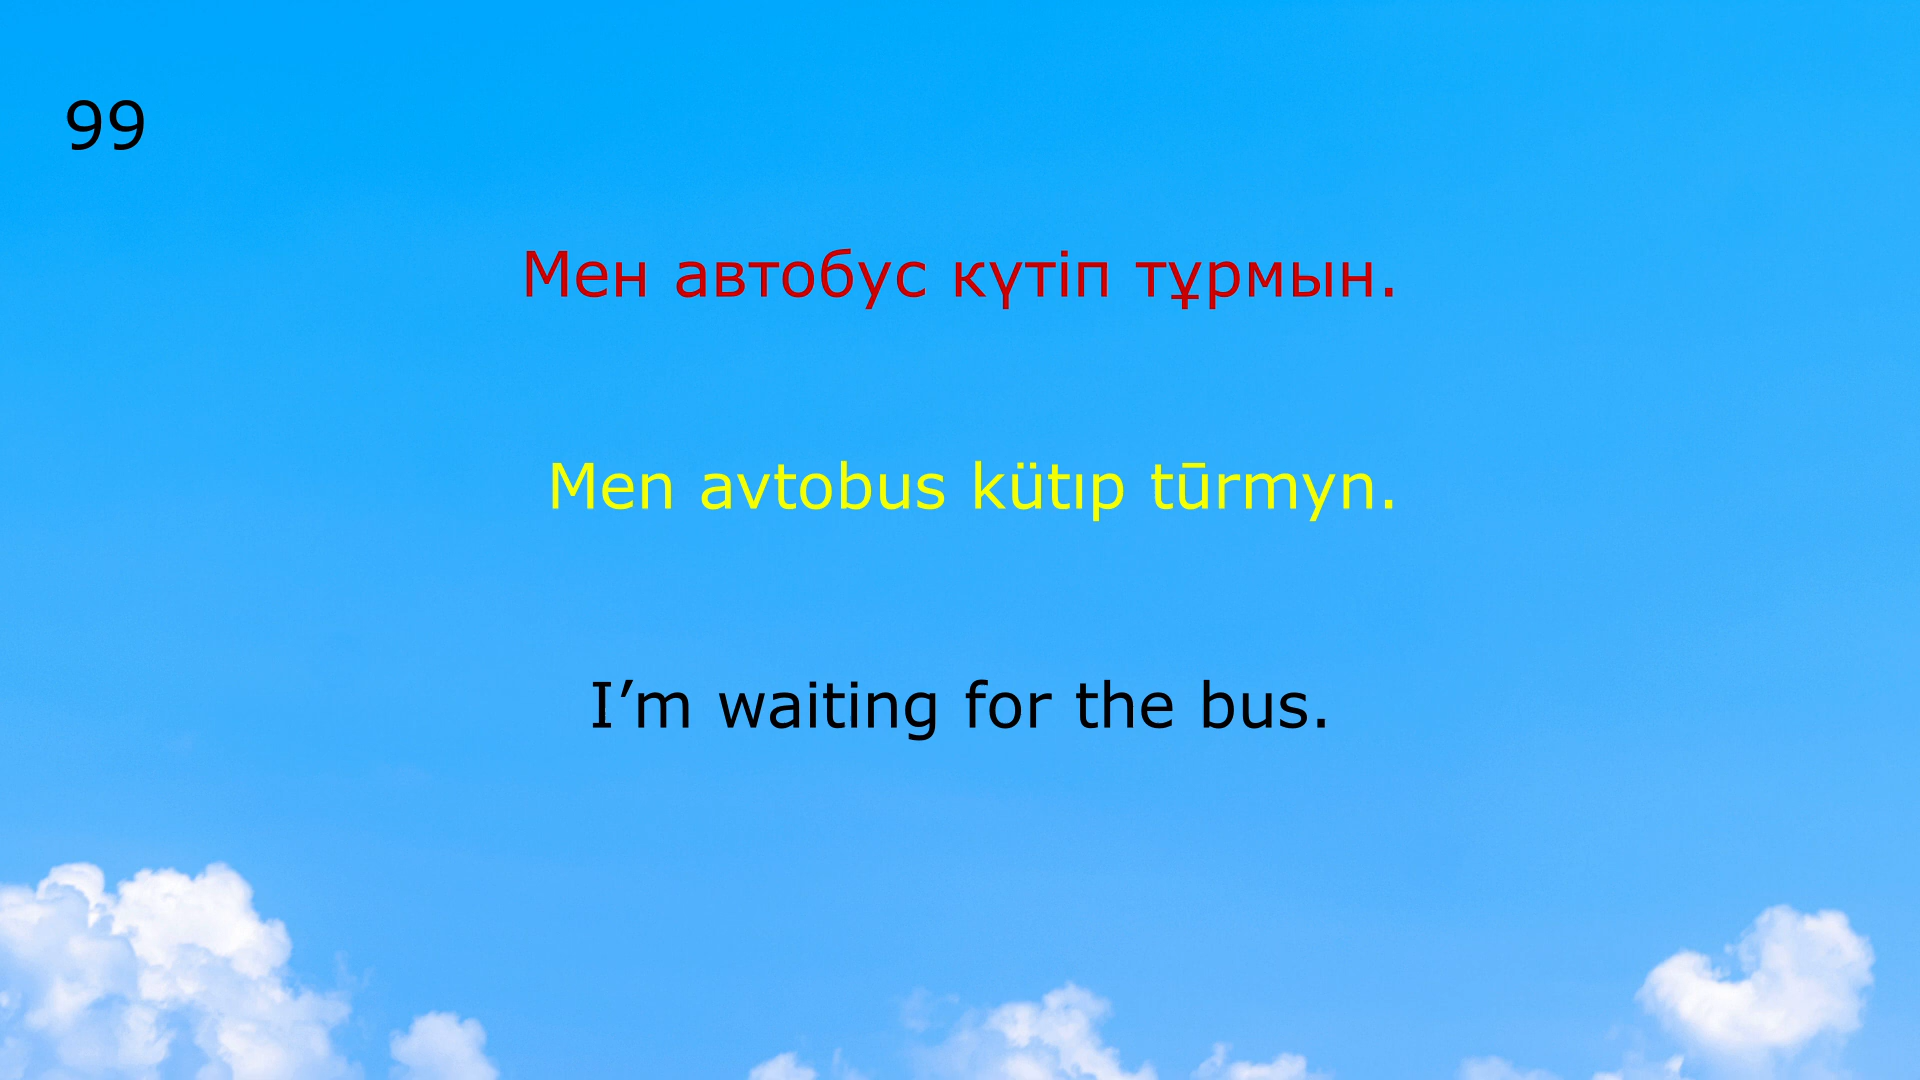 99
Мен автобус күтіп тұрмын.
Men avtobus kütıp tūrmyn.
I’m waiting for the bus.